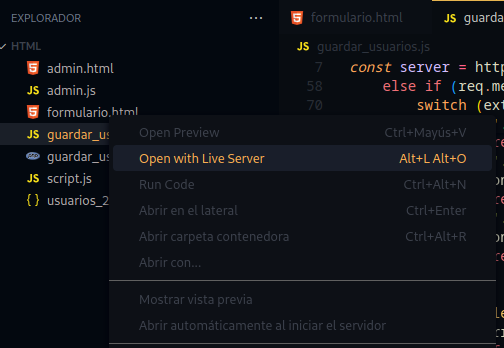 EXPLORADOR
formulario.html
HTML
guardar_usuarios.js
admin.html
7 const server = http
admin.js
58 else if (req.me
formulario.html
70 switch (ext
guardar_us
Open Preview Ctrl+Mayús+V
guardar_us
Open with Live Server Alt+L Alt+O
script.js
Run Code Ctrl+Alt+N
usuarios_2
Abrir en el lateral Ctrl+Enter
Abrir carpeta contenedora Ctrl+Alt+R
Abrir con...
Mostrar vista previa
Abrir automáticamente al iniciar el servidor